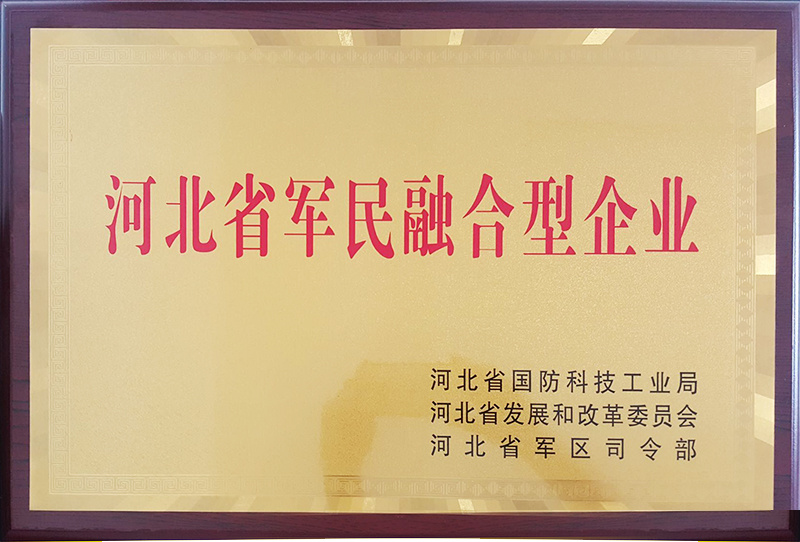 河北省军民融合型企业
河北省国防科技工业局
河北省发展和改革委员会
河北省军区司令部